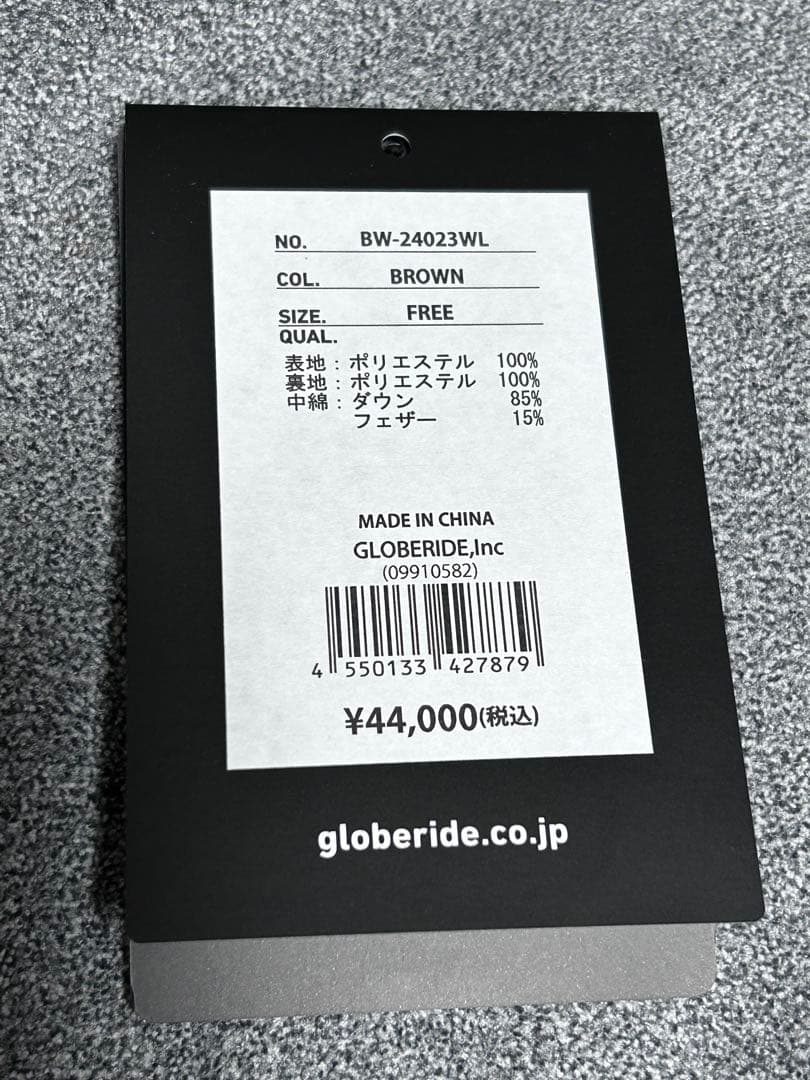 NO. BW-24023WL
COL. BROWN
SIZE. FREE
QUAL.
表地：ポリエステル 100%
裏地：ポリエステル 100%
中綿：ダウン 85%
フェザー 15%
MADE IN CHINA
GLOBERIDE,Inc
(09910582)
4 550133 427879
¥44,000(税込)
globeride.co.jp